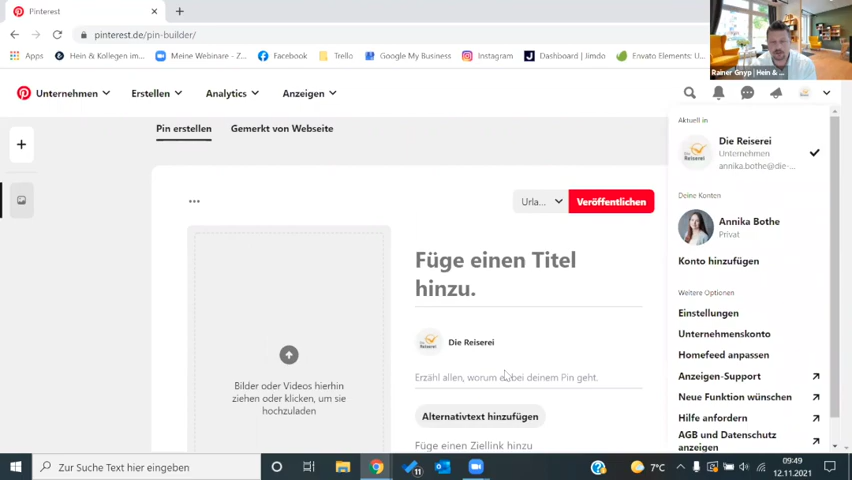 Pinterest
pinterest.de/pin-builder/
Apps
Hein & Kollegen im...
Meine Webinare - Z...
Facebook
Trello
Google My Business
Instagram
Dashboard | Jimdo
Envato Elements: U...
Rainer Gnyp | Hein & ...
Unternehmen
Erstellen
Analytics
Anzeigen
Pin erstellen
Gemerkt von Webseite
Urla...
Veröffentlichen
Füge einen Titel
hinzu.
Die Reiserei
Erzähl allen, worum es bei deinem Pin geht.
Alternativtext hinzufügen
Füge einen Ziellink hinzu
Bilder oder Videos hierhin
ziehen oder klicken, um sie
hochzuladen
Aktuell in
Die Reiserei
Unternehmen
annika.bothe@die-...
Deine Konten
Annika Bothe
Privat
Konto hinzufügen
Weitere Optionen
Einstellungen
Unternehmenskonto
Homefeed anpassen
Anzeigen-Support
Neue Funktion wünschen
Hilfe anfordern
AGB und Datenschutz
anzeigen
Zur Suche Text hier eingeben
11
7°C
09:49
12.11.2021